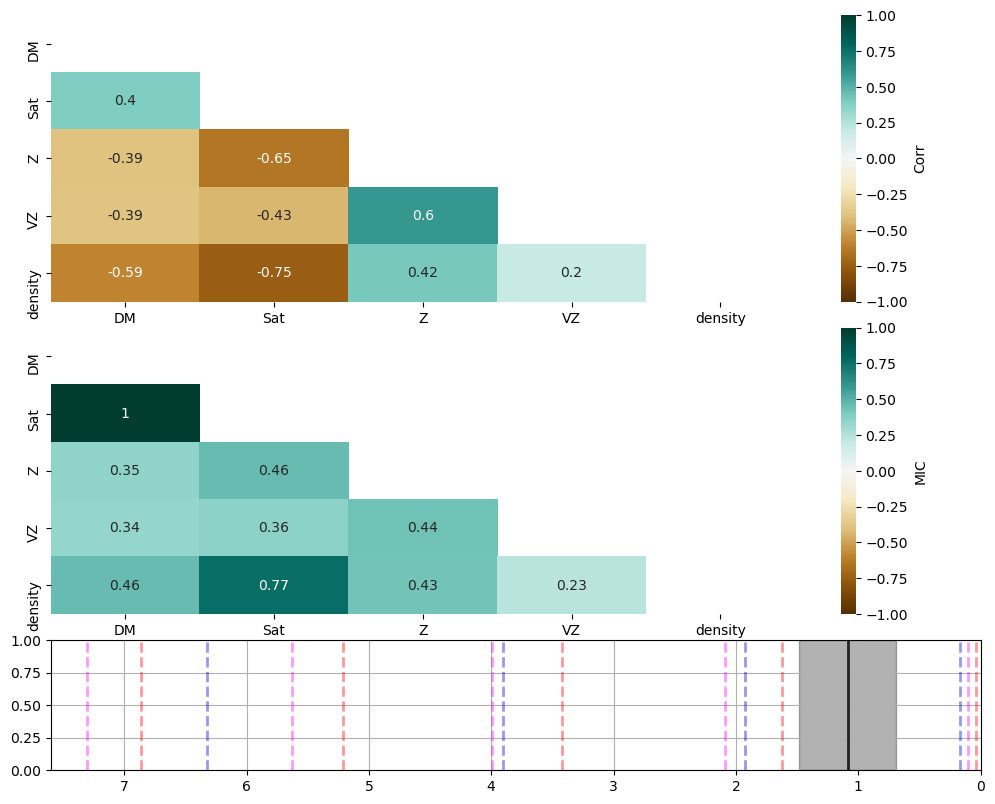 DM
Sat
Z
VZ
density
0.4
-0.39 -0.65
-0.39 -0.43 0.6
-0.59 -0.75 0.42 0.2
DM Sat Z VZ density
1.00
0.75
0.50
0.25
0.00
−0.25
−0.50
−0.75
−1.00
Corr
DM
Sat
Z
VZ
density
1
0.35 0.46
0.34 0.36 0.44
0.46 0.77 0.43 0.23
DM Sat Z VZ density
1.00
0.75
0.50
0.25
0.00
−0.25
−0.50
−0.75
−1.00
MIC
1.00
0.75
0.50
0.25
0.00
7 6 5 4 3 2 1 0